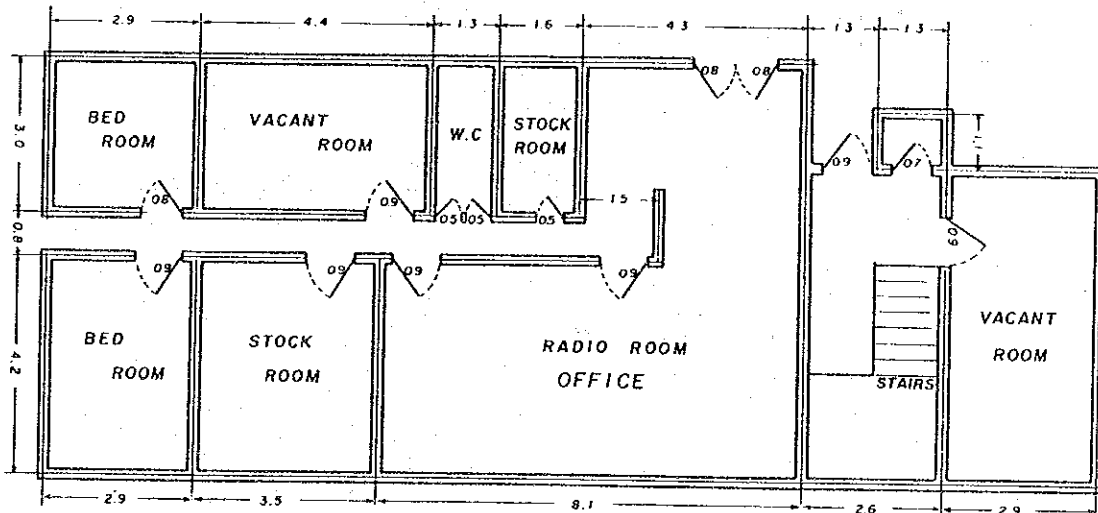 2.9 4.4 1.3 1.6 4.3 1.3 1.3
08 08
3.0
BED
ROOM
VACANT
ROOM
W.C
STOCK
ROOM
1.1
09 07
08 09 05 05 05
1.5
0.8
09
09 09 09 09
4.2
BED
ROOM
STOCK
ROOM
RADIO ROOM
OFFICE
VACANT
ROOM
STAIRS
2.9 3.5 8.1 2.6 2.9